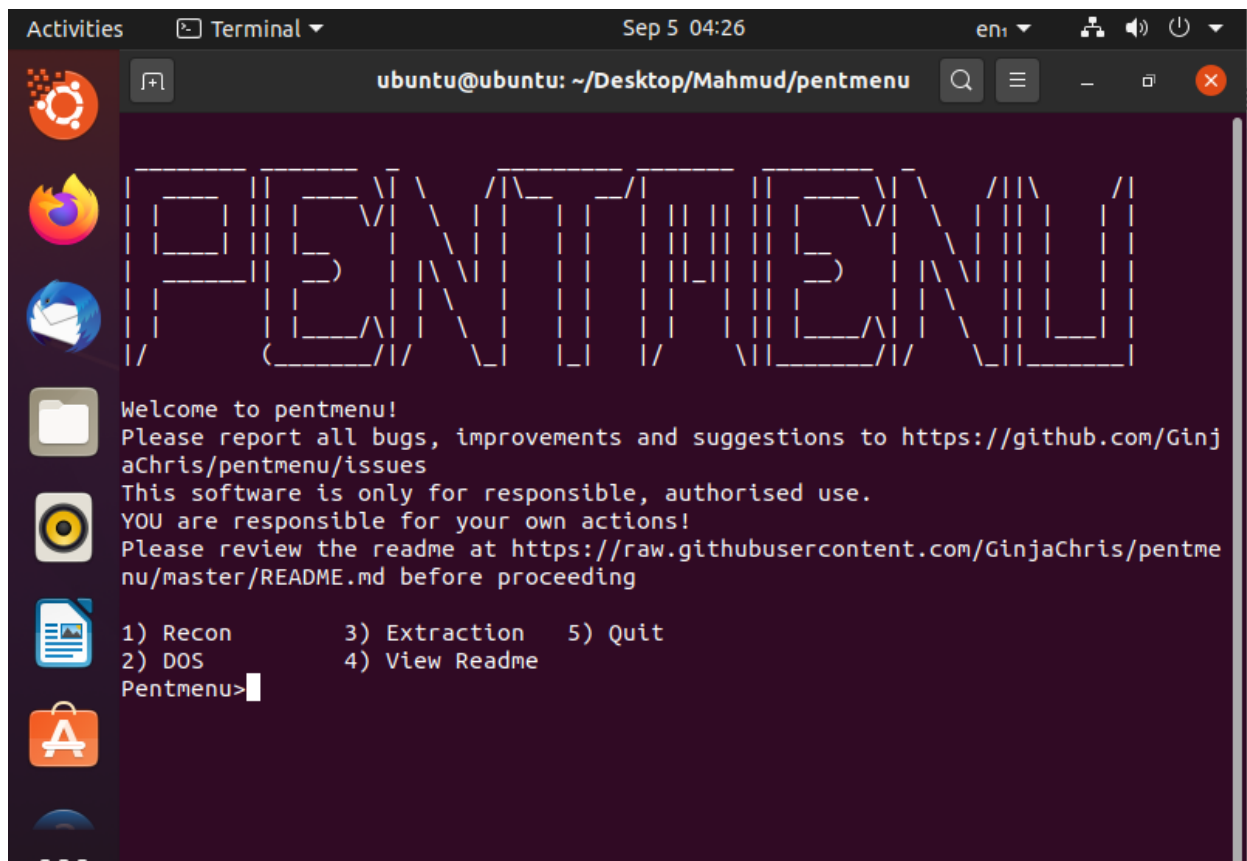 Activities Terminal Sep 5 04:26 en₁
ubuntu@ubuntu: ~/Desktop/Mahmud/pentmenu
PENTMENU
Welcome to pentmenu!
Please report all bugs, improvements and suggestions to https://github.com/Ginj
aChris/pentmenu/issues
This software is only for responsible, authorised use.
YOU are responsible for your own actions!
Please review the readme at https://raw.githubusercontent.com/GinjaChris/pentme
nu/master/README.md before proceeding
1) Recon 3) Extraction 5) Quit
2) DOS 4) View Readme
Pentmenu>